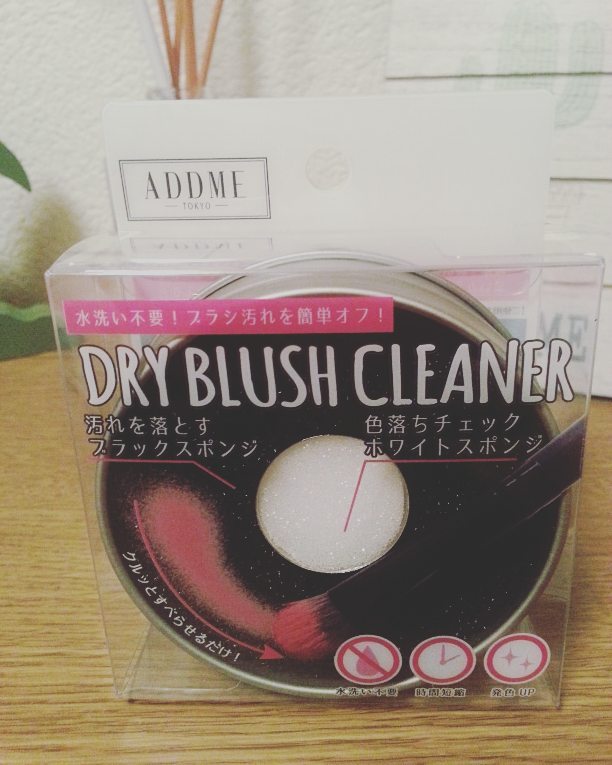 ADDME
TOKYO
水洗い不要！ブラシ汚れを簡単オフ！
DRY BLUSH CLEANER
汚れを落とす
ブラックスポンジ
色落ちチェック
ホワイトスポンジ
クルッとすべらせるだけ！
水洗い不要
時間短縮
発色UP